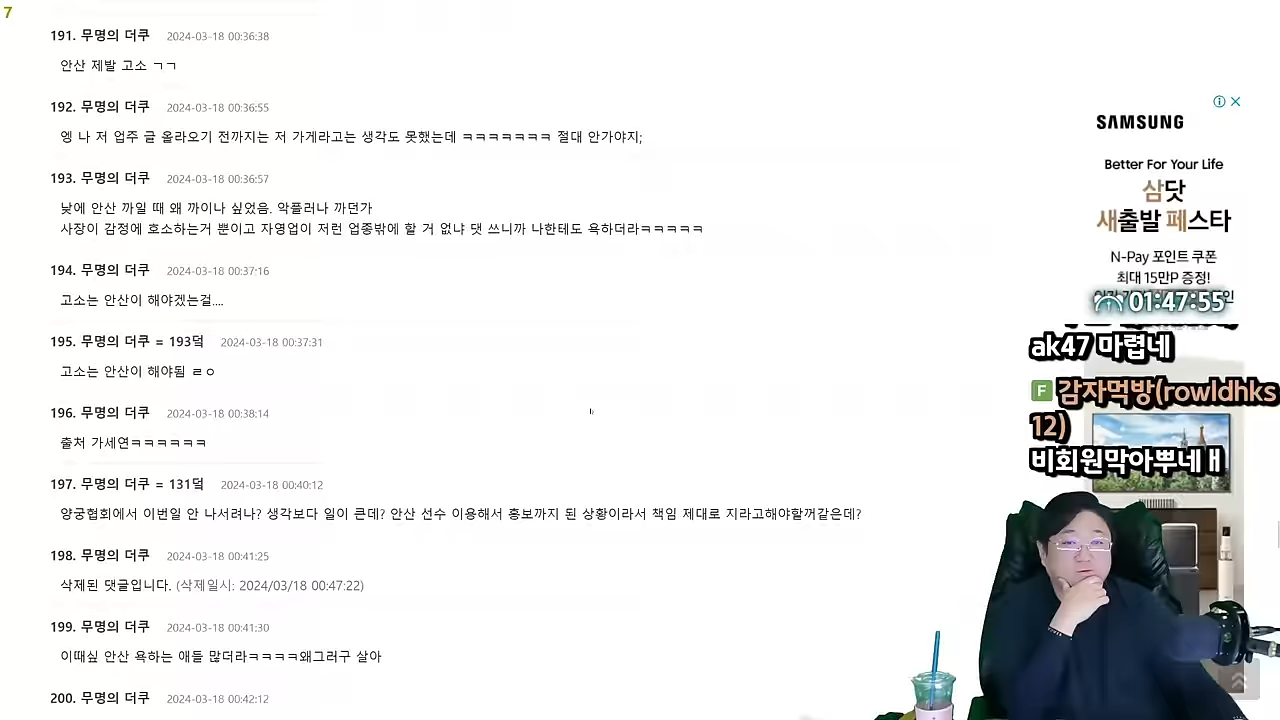 7
191. 무명의 더쿠 2024-03-18 00:36:38
안산 제발 고소 ㄱㄱ
192. 무명의 더쿠 2024-03-18 00:36:55
엥 나 저 업주 글 올라오기 전까지는 저 가게라고는 생각도 못했는데 ㅋㅋㅋㅋㅋㅋㅋ 절대 안가야지;
193. 무명의 더쿠 2024-03-18 00:36:57
낮에 안산 까일 때 왜 까이나 싶었음. 악플러나 까던가
사장이 감정에 호소하는거 뿐이고 자영업이 저런 업종밖에 할 거 없냐 댓 쓰니까 나한테도 욕하더라ㅋㅋㅋㅋㅋ
194. 무명의 더쿠 2024-03-18 00:37:16
고소는 안산이 해야겠는걸....
195. 무명의 더쿠 = 193덕 2024-03-18 00:37:31
고소는 안산이 해야됨 ㄹㅇ
196. 무명의 더쿠 2024-03-18 00:38:14
출처 가세연ㅋㅋㅋㅋㅋㅋ
197. 무명의 더쿠 = 131덕 2024-03-18 00:40:12
양궁협회에서 이번일 안 나서려나? 생각보다 일이 큰데? 안산 선수 이용해서 홍보까지 된 상황이라서 책임 제대로 지라고해야할꺼같은데?
198. 무명의 더쿠 2024-03-18 00:41:25
삭제된 댓글입니다. (삭제일시: 2024/03/18 00:47:22)
199. 무명의 더쿠 2024-03-18 00:41:30
이때싶 안산 욕하는 애들 많더라ㅋㅋㅋㅋ왜그러구 살아
200. 무명의 더쿠 2024-03-18 00:42:12
SAMSUNG
Better For Your Life
삼닷
새출발 페스타
N-Pay 포인트 쿠폰
최대 15만P 증정!
01:47:55
ak47 마렵네
F 감자먹방(rowldhks
12)
비회원막아뿌네ㅐ